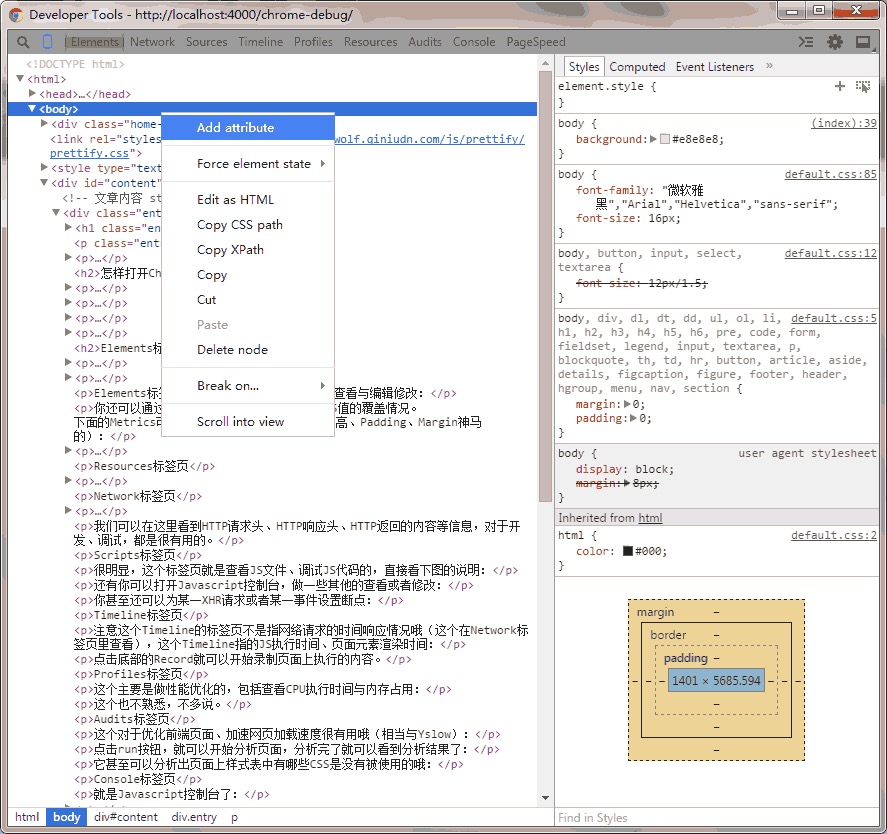 Developer Tools - http://localhost:4000/chrome-debug/
Elements Network Sources Timeline Profiles Resources Audits Console PageSpeed
<!DOCTYPE html>
<html>
<head>…</head>
<body>
<div class="home-
<link rel="styles wolf.qiniudn.com/js/prettify/
prettify.css">
<style type="text
<div id="content"
<!-- 文章内容 st
<div class="ent
<h1 class="en
<p class="ent
<p>…</p>
<h2>怎样打开Ch
<p>…</p>
<p>…</p>
<p>…</p>
<p>…</p>
<h2>Elements标
<p>…</p>
<p>…</p>
<p>Elements标 查看与编辑修改：</p>
<p>你还可以通过 值的覆盖情况。
下面的Metrics可 高、Padding、Margin神马
的）：</p>
<p>…</p>
<p>Resources标签页</p>
<p>…</p>
<p>Network标签页</p>
<p>…</p>
<p>我们可以在这里看到HTTP请求头、HTTP响应头、HTTP返回的内容等信息，对于开
发、调试，都是很有用的。</p>
<p>Scripts标签页</p>
<p>很明显，这个标签页就是查看JS文件、调试JS代码的，直接看下图的说明：</p>
<p>还有你可以打开Javascript控制台，做一些其他的查看或者修改：</p>
<p>你甚至还可以为某一XHR请求或者某一事件设置断点：</p>
<p>Timeline标签页</p>
<p>注意这个Timeline的标签页不是指网络请求的时间响应情况哦（这个在Network标
签页里查看），这个Timeline指的JS执行时间、页面元素渲染时间：</p>
<p>点击底部的Record就可以开始录制页面上执行的内容。</p>
<p>Profiles标签页</p>
<p>这个主要是做性能优化的，包括查看CPU执行时间与内存占用：</p>
<p>这个也不熟悉，不多说。</p>
<p>Audits标签页</p>
<p>这个对于优化前端页面、加速网页加载速度很有用哦（相当与Yslow）：</p>
<p>点击run按钮，就可以开始分析页面，分析完了就可以看到分析结果了：</p>
<p>它甚至可以分析出页面上样式表中有哪些CSS是没有被使用的哦：</p>
<p>Console标签页</p>
<p>就是Javascript控制台了：</p>
html body div#content div.entry p
Add attribute
Force element state
Edit as HTML
Copy CSS path
Copy XPath
Copy
Cut
Paste
Delete node
Break on...
Scroll into view
Styles Computed Event Listeners »
element.style {
}
body { (index):39
background: #e8e8e8;
}
body { default.css:85
font-family: "微软雅
黑","Arial","Helvetica","sans-serif";
font-size: 16px;
}
body, button, input, select, default.css:12
textarea {
font-size: 12px/1.5;
}
body, div, dl, dt, dd, ul, ol, li, default.css:5
h1, h2, h3, h4, h5, h6, pre, code, form,
fieldset, legend, input, textarea, p,
blockquote, th, td, hr, button, article, aside,
details, figcaption, figure, footer, header,
hgroup, menu, nav, section {
margin: 0;
padding: 0;
}
body { user agent stylesheet
display: block;
margin: 8px;
}
Inherited from html
html { default.css:2
color: #000;
}
margin –
border –
padding –
– – – 1401 × 5685.594 – – –
–
–
–
Find in Styles